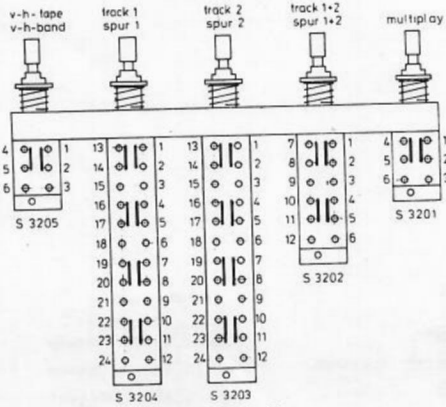 v-h-tape
v-h-band
track 1
spur 1
track 2
spur 2
track 1+2
spur 1+2
multiplay
4 1
5 2
6 3
S 3205
13 1
14 2
15 3
16 4
17 5
18 6
19 7
20 8
21 9
22 10
23 11
24 12
S 3204
13 1
14 2
15 3
16 4
17 5
18 6
19 7
20 8
21 9
22 10
23 11
24 12
S 3203
7 1
8 2
9 3
10 4
11 5
12 6
S 3202
4 1
5 2
6 3
S 3201